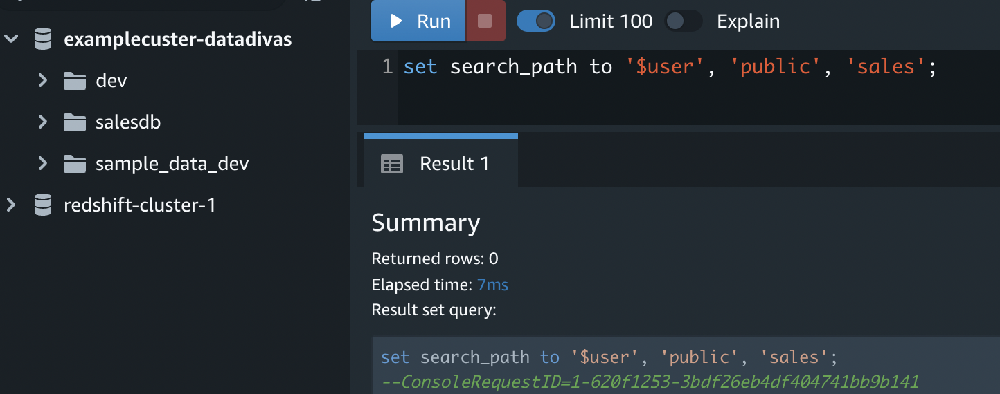 examplecuster-datadivas
dev
salesdb
sample_data_dev
redshift-cluster-1
Run Limit 100 Explain
1 set search_path to '$user', 'public', 'sales';
Result 1
Summary
Returned rows: 0
Elapsed time: 7ms
Result set query:
set search_path to '$user', 'public', 'sales';
--ConsoleRequestID=1-620f1253-3bdf26eb4df404741bb9b141